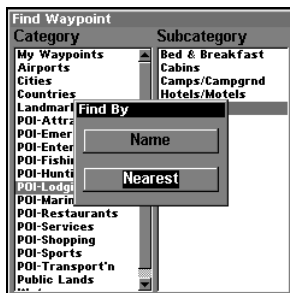 Find Waypoint
Category
Subcategory
My Waypoints
Airports
Cities
Countries
Landmar
POI-Attra
POI-Emer
POI-Enter
POI-Fishi
POI-Hunti
POI-Lodgi
POI-Marin
POI-Restaurants
POI-Services
POI-Shopping
POI-Sports
POI-Transport'n
Public Lands
Bed & Breakfast
Cabins
Camps/Campgrnd
Hotels/Motels
Find By
Name
Nearest